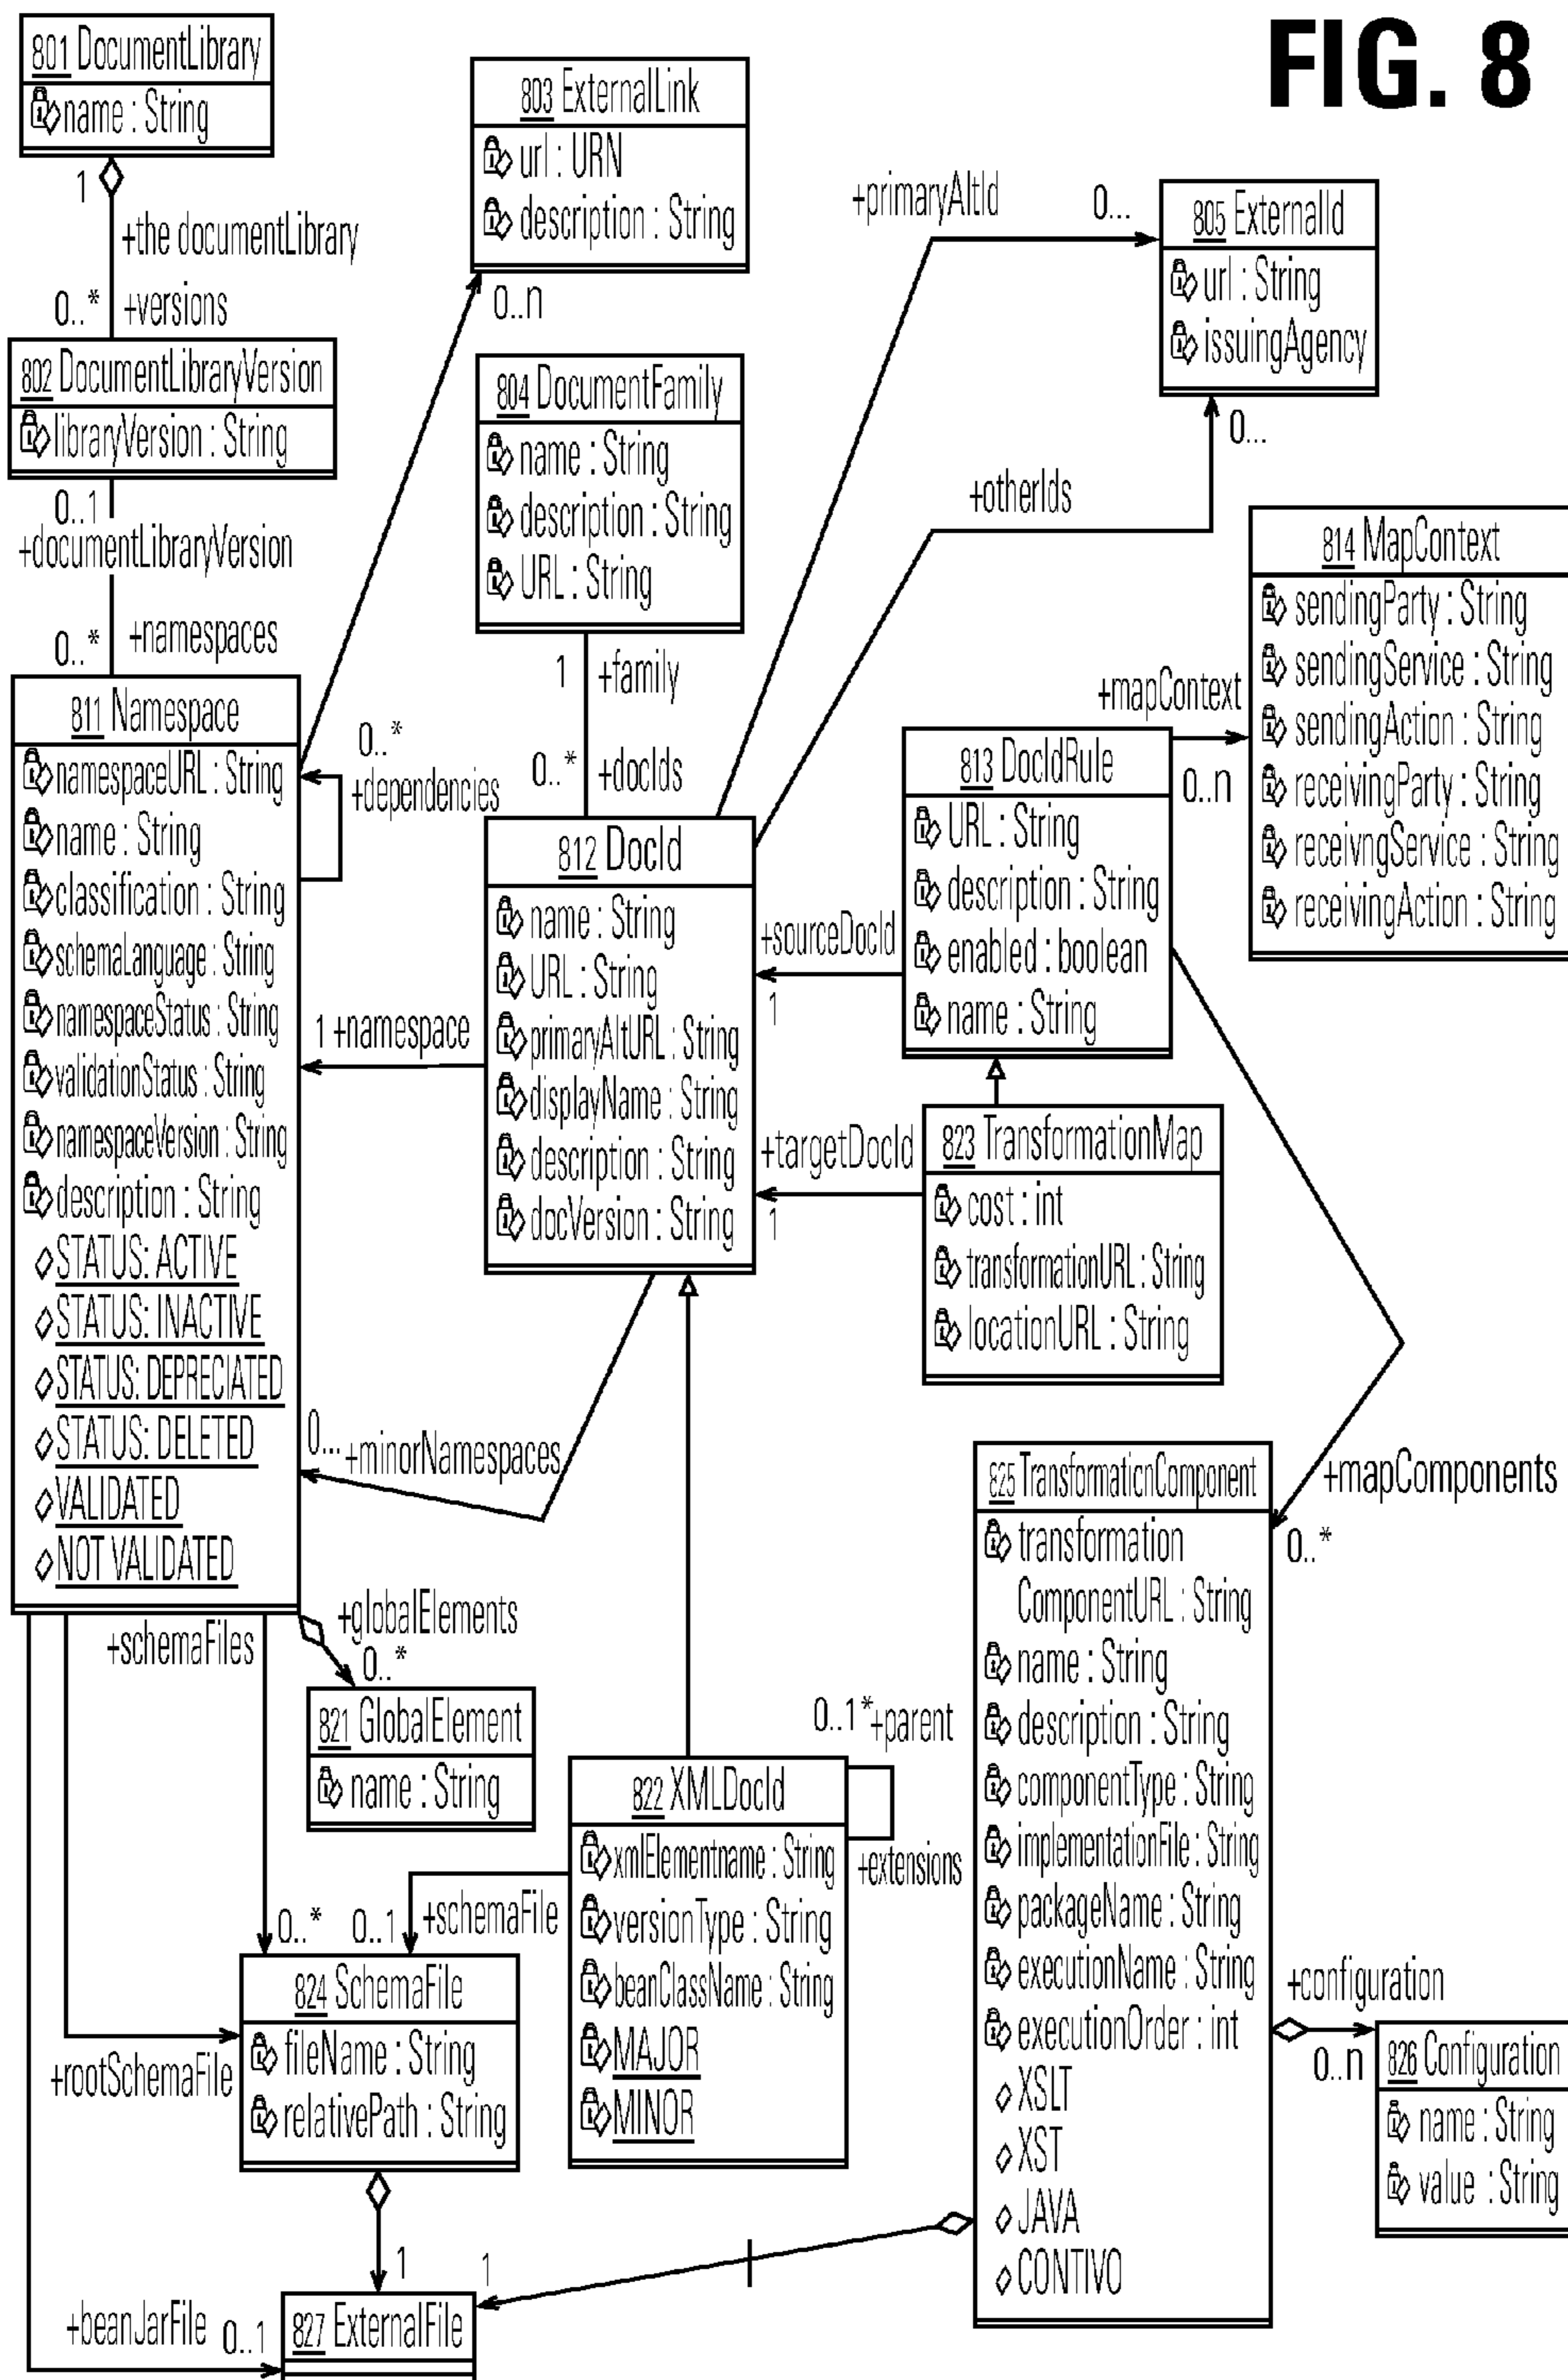 FIG. 8
801 DocumentLibrary
name : String
1
+the documentLibrary
0..* +versions
802 DocumentLibraryVersion
libraryVersion : String
0..1
+documentLibraryVersion
0..* +namespaces
803 ExternalLink
url : URN
description : String
0..n
804 DocumentFamily
name : String
description : String
URL : String
1 +family
0..* +docIds
+primaryAltId
0...
805 ExternalId
url : String
issuingAgency
0...
+otherIds
811 Namespace
namespaceURL : String
name : String
classification : String
schemaLanguage : String
namespaceStatus : String
validationStatus : String
namespaceVersion : String
description : String
STATUS: ACTIVE
STATUS: INACTIVE
STATUS: DEPRECIATED
STATUS: DELETED
VALIDATED
NOT VALIDATED
0..*
+dependencies
1 +namespace
0...
+minorNamespaces
812 DocId
name : String
URL : String
primaryAltURL : String
displayName : String
description : String
docVersion : String
+sourceDocId
1
+targetDocId
1
813 DocIdRule
URL : String
description : String
enabled : boolean
name : String
+mapContext
0..n
814 MapContext
sendingParty : String
sendingService : String
sendingAction : String
receivingParty : String
receivngService : String
receivingAction : String
823 TransformationMap
cost : int
transformationURL : String
locationURL : String
+mapComponents
0..*
825 TransformationComponent
transformation
ComponentURL : String
name : String
description : String
componentType : String
implementationFile : String
packageName : String
executionName : String
executionOrder : int
XSLT
XST
JAVA
CONTIVO
+configuration
0..n
826 Configuration
name : String
value : String
+schemaFiles
+globalElements
0..*
821 GlobalElement
name : String
0..1* +parent
822 XMLDocId
xmlElementname : String
versionType : String
beanClassName : String
MAJOR
MINOR
+extensions
0..*
0..1 +schemaFile
824 SchemaFile
fileName : String
relativePath : String
+rootSchemaFile
1
1
+beanJarFile 0..1
827 ExternalFile